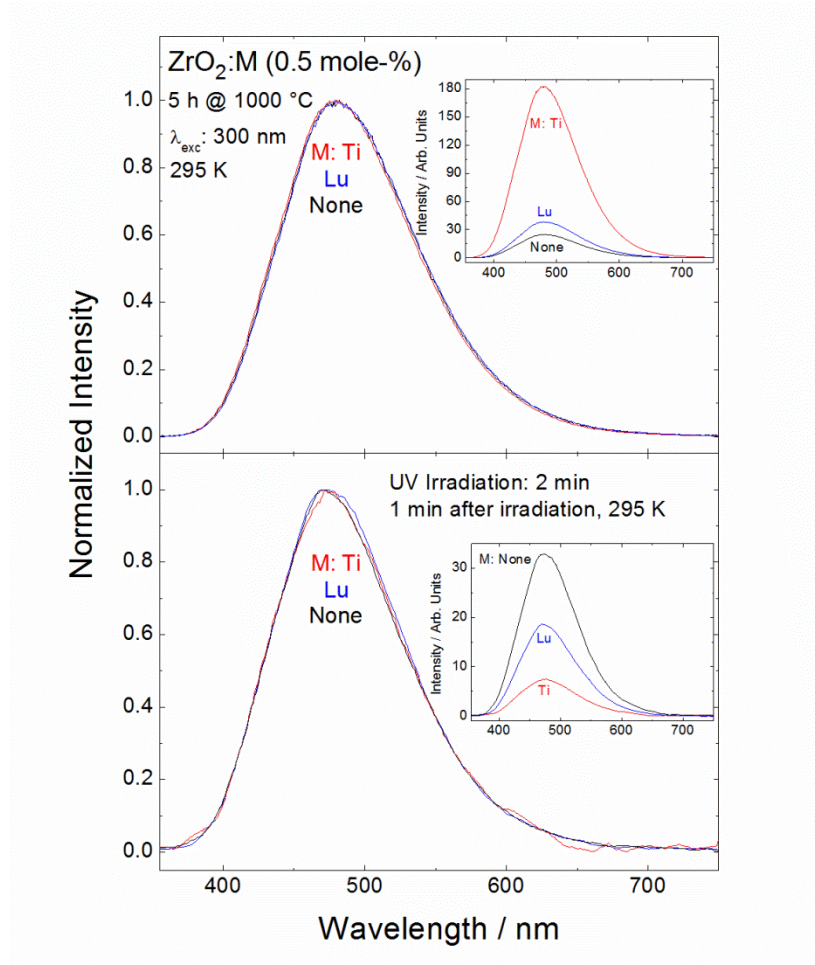 ZrO₂:M (0.5 mole-%)
5 h @ 1000 °C
λexc: 300 nm
295 K
M: Ti
Lu
None
1.0
0.8
0.6
0.4
0.2
0.0
Intensity / Arb. Units
180
150
120
90
60
30
0
M: Ti
Lu
None
400 500 600 700
Normalized Intensity
UV Irradiation: 2 min
1 min after irradiation, 295 K
M: Ti
Lu
None
1.0
0.8
0.6
0.4
0.2
0.0
Intensity / Arb. Units
30
20
10
0
M: None
Lu
Ti
400 500 600 700
400 500 600 700
Wavelength / nm